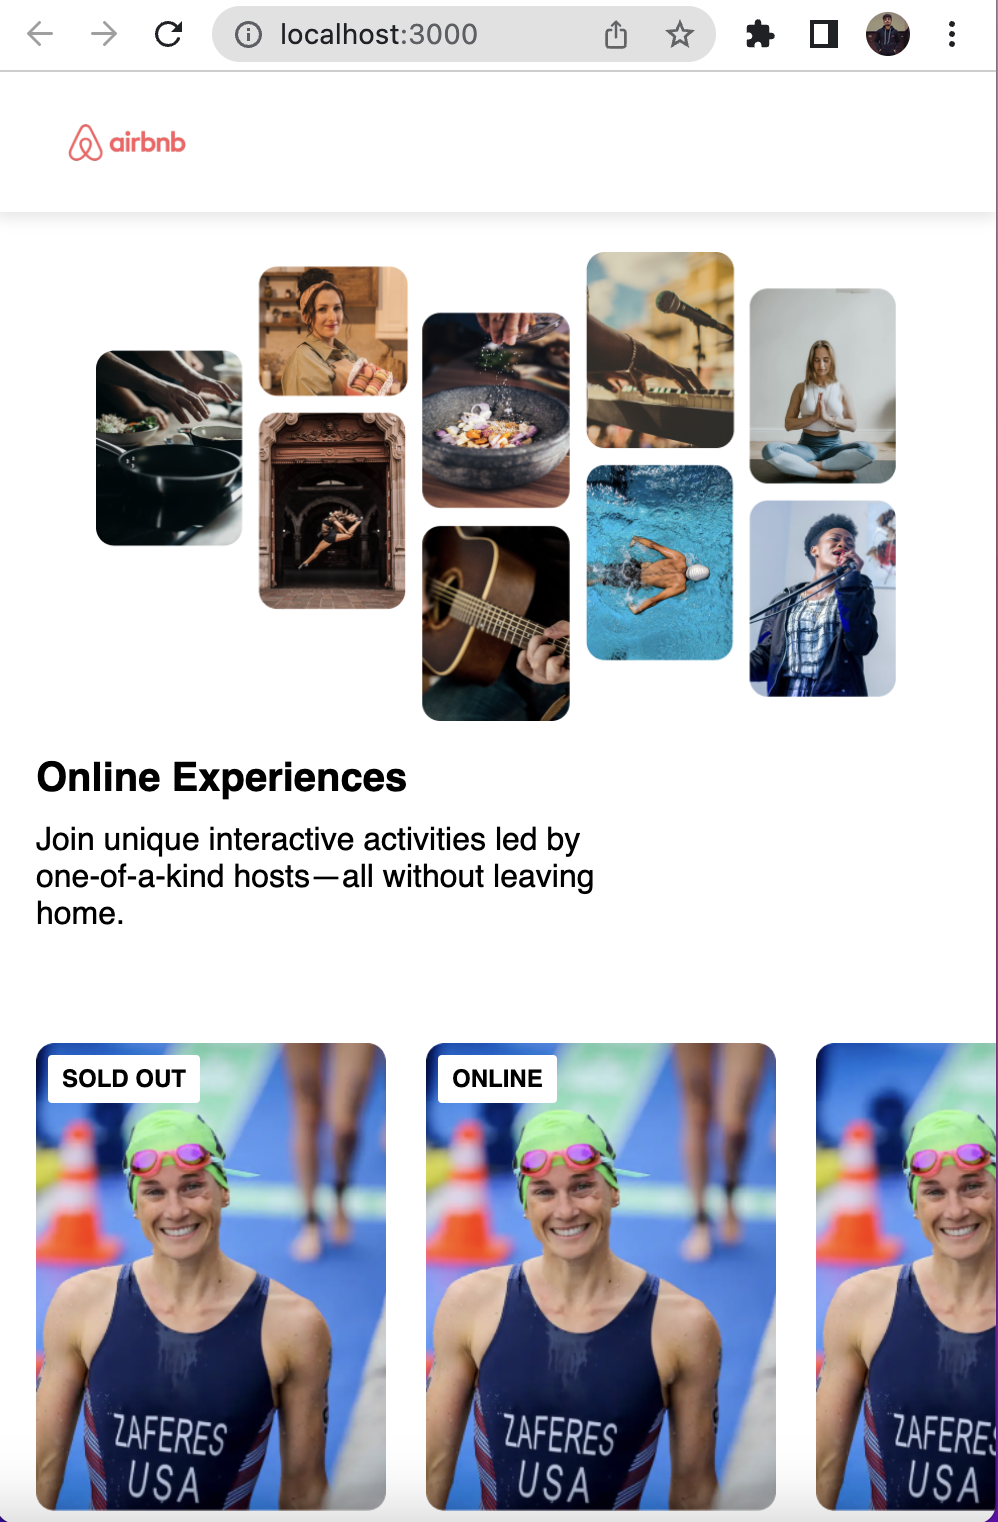 localhost:3000
airbnb
Online Experiences
Join unique interactive activities led by
one-of-a-kind hosts—all without leaving
home.
SOLD OUT
ONLINE
ZAFERES
USA
ZAFERES
USA
ZAFERES
USA